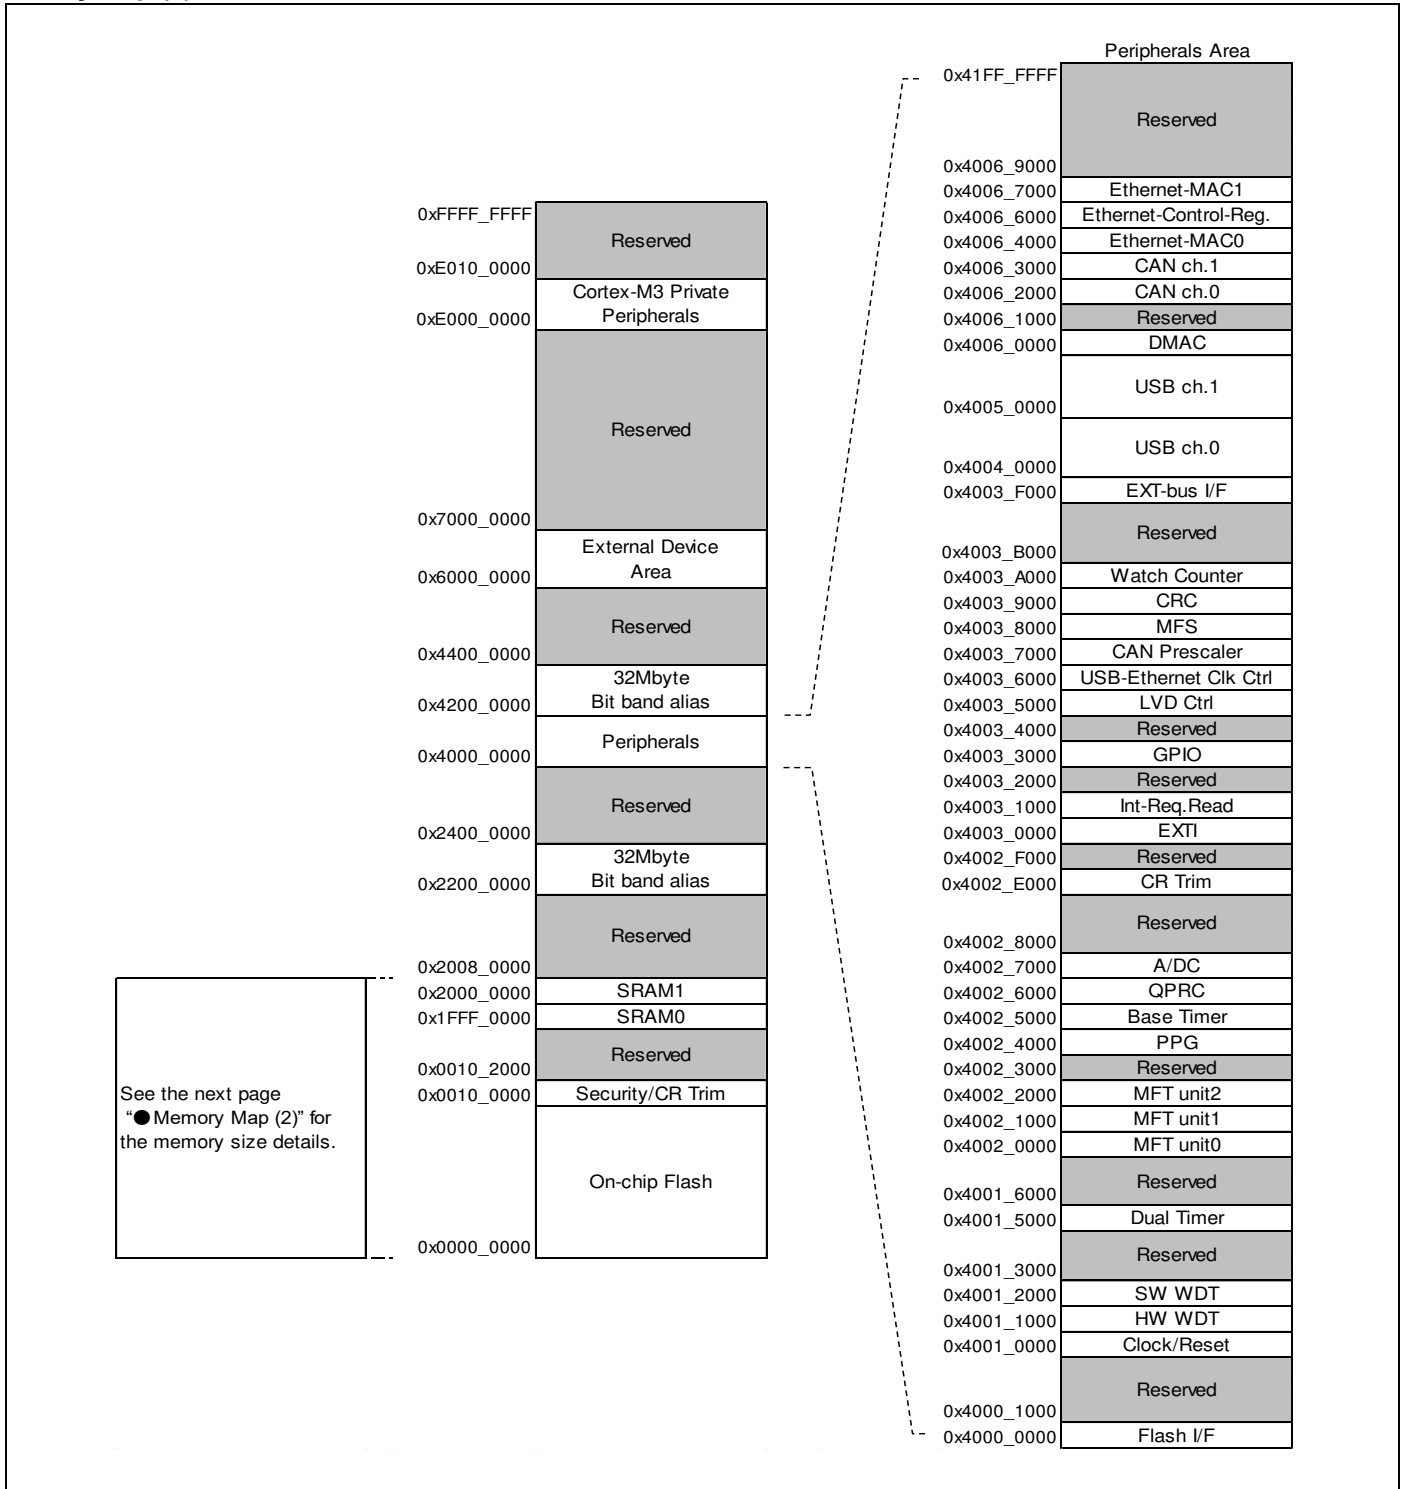 Peripherals Area
0x41FF_FFFF
Reserved
0x4006_9000
0x4006_7000 Ethernet-MAC1
0x4006_6000 Ethernet-Control-Reg.
0x4006_4000 Ethernet-MAC0
0x4006_3000 CAN ch.1
0x4006_2000 CAN ch.0
0x4006_1000 Reserved
0x4006_0000 DMAC
USB ch.1
0x4005_0000
USB ch.0
0x4004_0000
0x4003_F000 EXT-bus I/F
Reserved
0x4003_B000
0x4003_A000 Watch Counter
0x4003_9000 CRC
0x4003_8000 MFS
0x4003_7000 CAN Prescaler
0x4003_6000 USB-Ethernet Clk Ctrl
0x4003_5000 LVD Ctrl
0x4003_4000 Reserved
0x4003_3000 GPIO
0x4003_2000 Reserved
0x4003_1000 Int-Req.Read
0x4003_0000 EXTI
0x4002_F000 Reserved
0x4002_E000 CR Trim
Reserved
0x4002_8000
0x4002_7000 A/DC
0x4002_6000 QPRC
0x4002_5000 Base Timer
0x4002_4000 PPG
0x4002_3000 Reserved
0x4002_2000 MFT unit2
0x4002_1000 MFT unit1
0x4002_0000 MFT unit0
Reserved
0x4001_6000
0x4001_5000 Dual Timer
Reserved
0x4001_3000
0x4001_2000 SW WDT
0x4001_1000 HW WDT
0x4001_0000 Clock/Reset
Reserved
0x4000_1000
0x4000_0000 Flash I/F
0xFFFF_FFFF
Reserved
0xE010_0000
Cortex-M3 Private
0xE000_0000 Peripherals
Reserved
0x7000_0000
External Device
0x6000_0000 Area
Reserved
0x4400_0000
32Mbyte
0x4200_0000 Bit band alias
Peripherals
0x4000_0000
Reserved
0x2400_0000
32Mbyte
0x2200_0000 Bit band alias
Reserved
0x2008_0000
0x2000_0000 SRAM1
0x1FFF_0000 SRAM0
Reserved
0x0010_2000
0x0010_0000 Security/CR Trim
On-chip Flash
0x0000_0000
See the next page
“●Memory Map (2)” for
the memory size details.